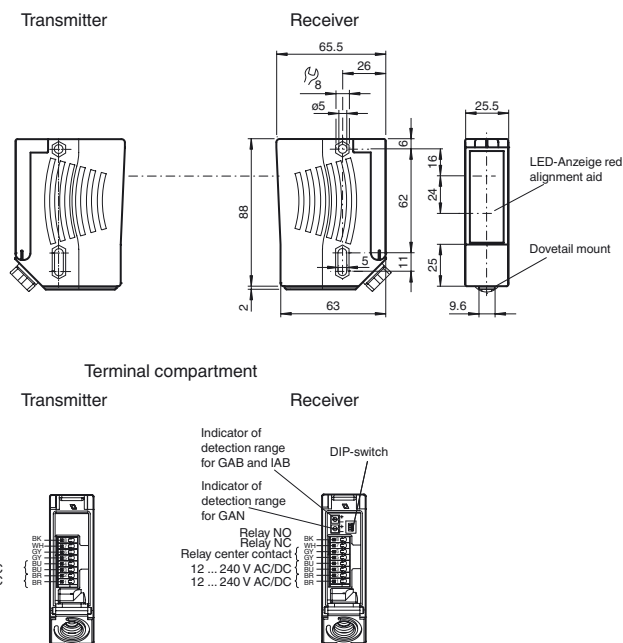 Transmitter
Receiver
65.5
26
8
ø5
25.5
6
16
24
62
88
LED-Anzeige red
alignment aid
Dovetail mount
5
11
25
2
63
9.6
Terminal compartment
Transmitter
Receiver
Indicator of
detection range
for GAB and IAB
DIP-switch
Indicator of
detection range
for GAN
Relay NO
Relay NC
Relay center contact
12 ... 240 V AC/DC
12 ... 240 V AC/DC
BK
WH
GY
GY
BU
BU
BR
BR
BK
WH
GY
GY
BU
BU
BR
BR